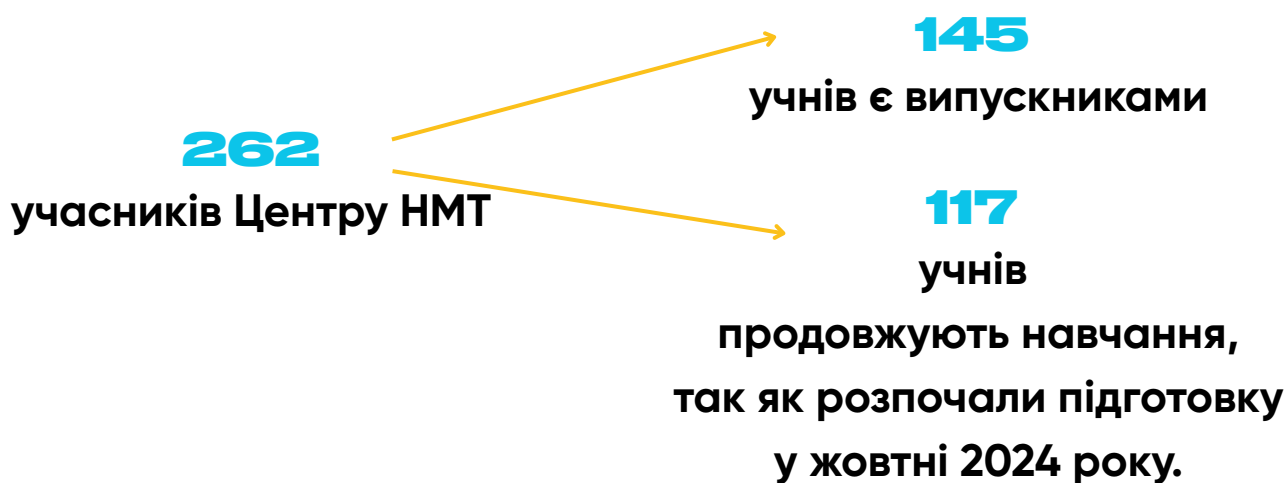 262
учасників Центру НМТ
145
учнів є випускниками
117
учнів
продовжують навчання,
так як розпочали підготовку
у жовтні 2024 року.